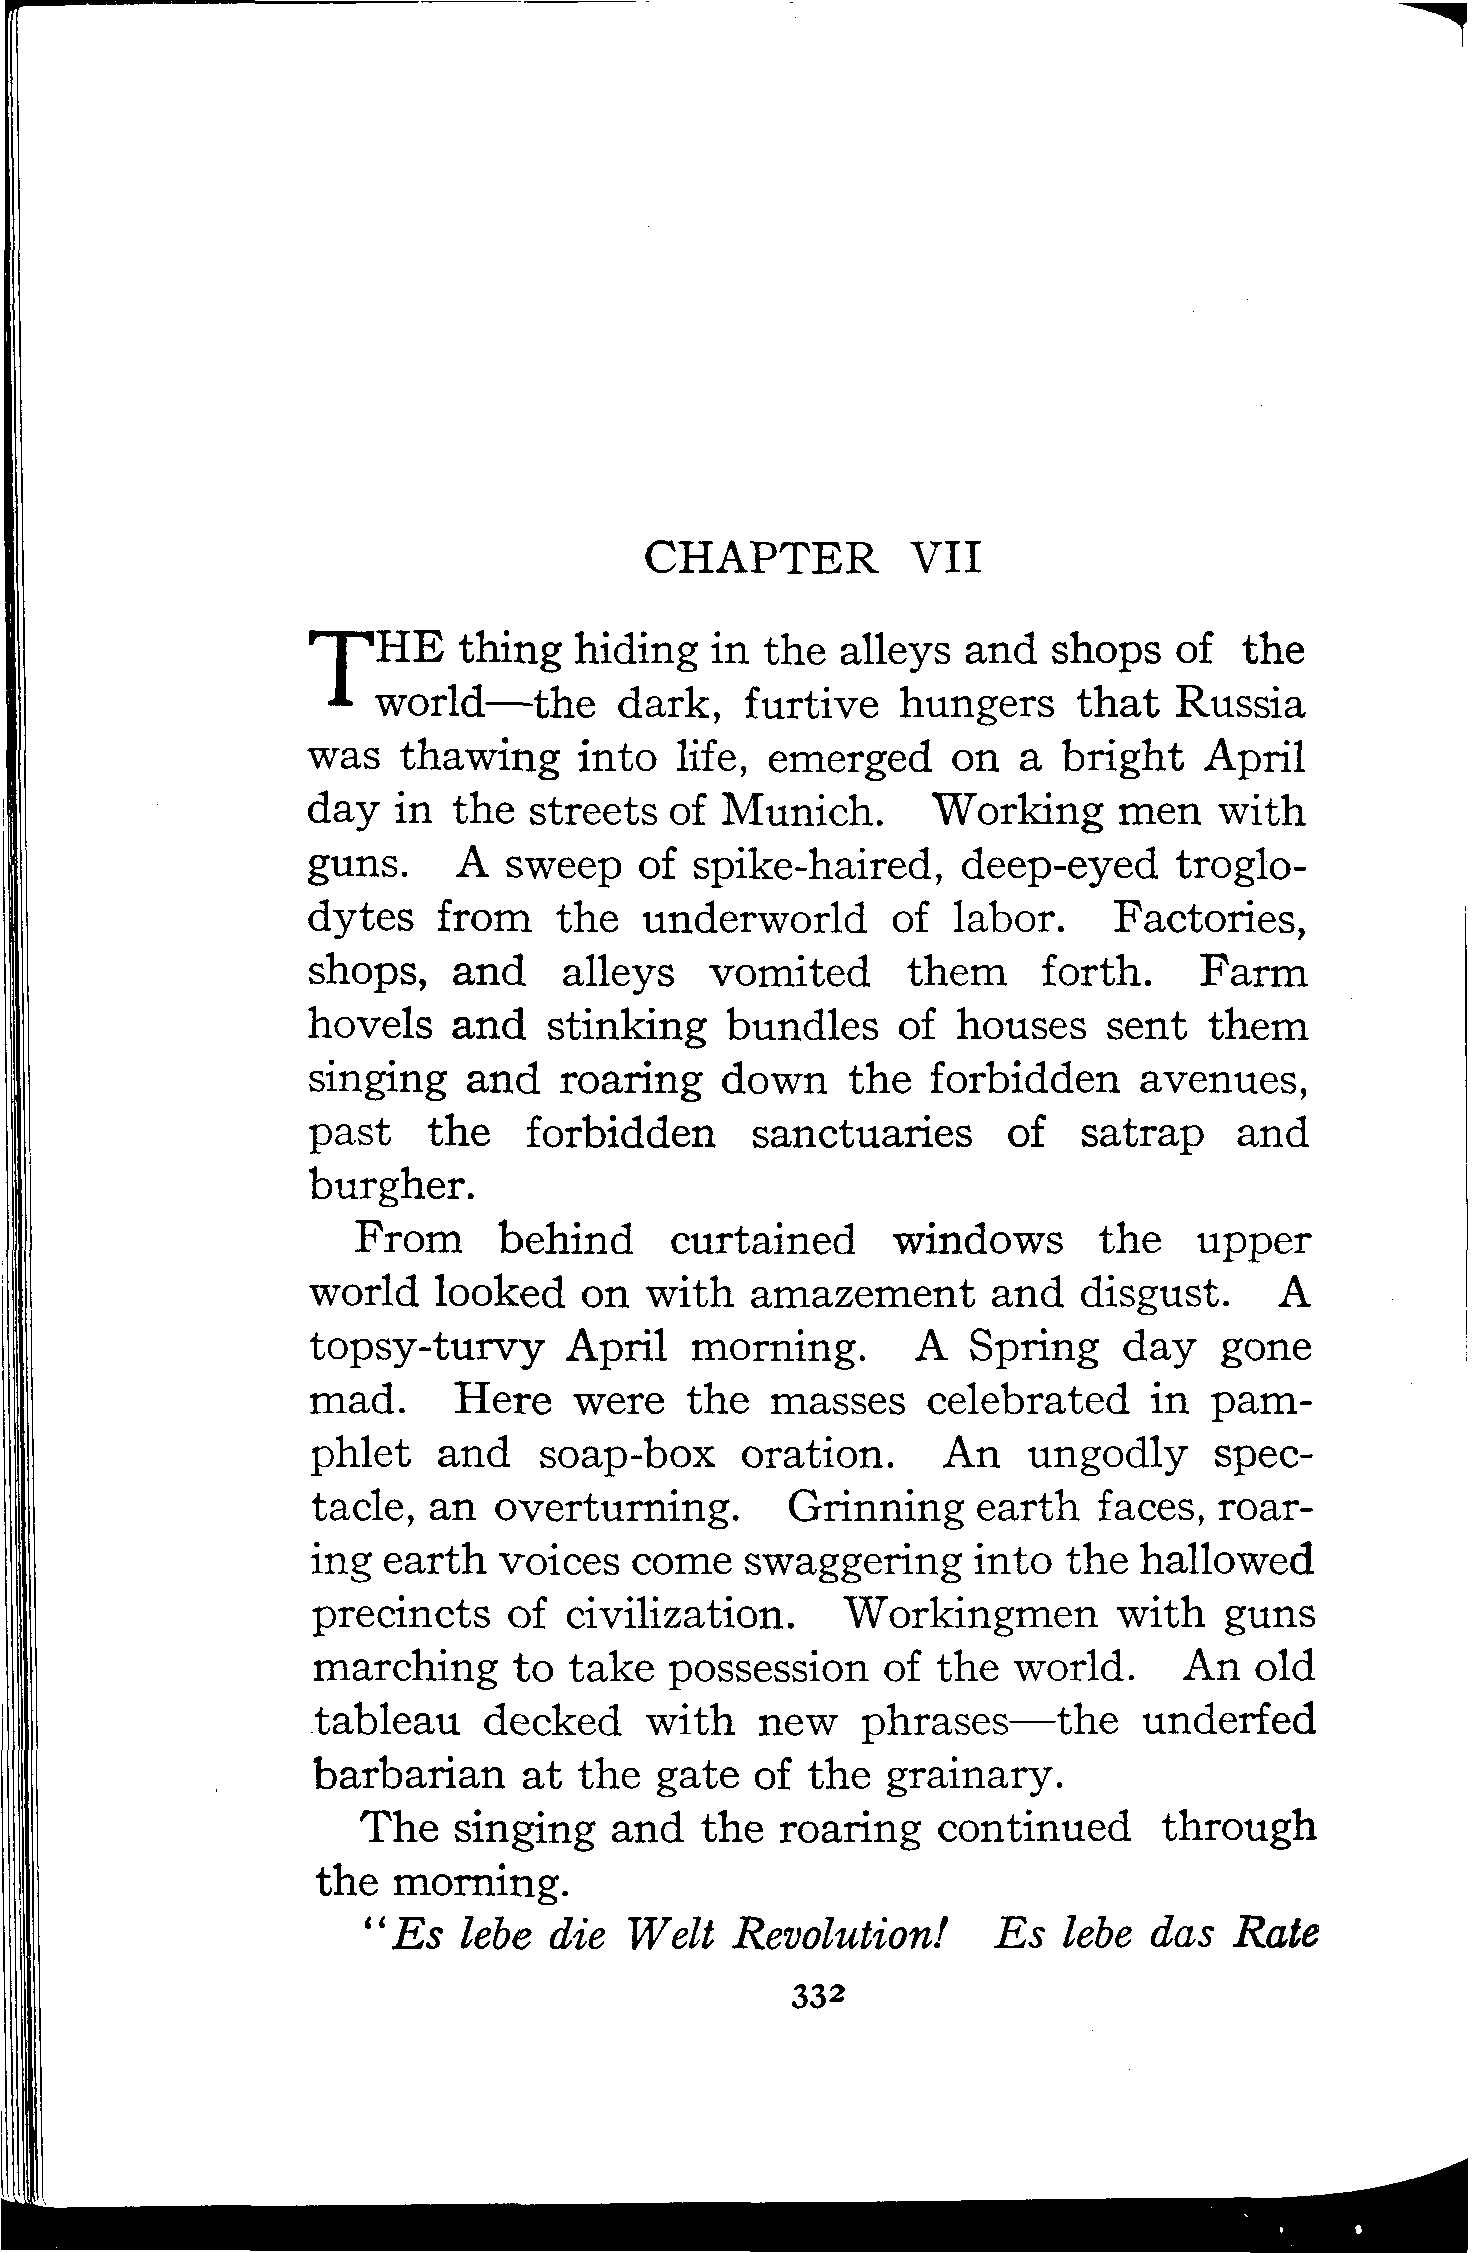 CHAPTER VII
THE thing hiding in the alleys and shops of the
world—the dark, furtive hungers that Russia
was thawing into life, emerged on a bright April
day in the streets of Munich. Working men with
guns. A sweep of spike-haired, deep-eyed troglo-
dytes from the underworld of labor. Factories,
shops, and alleys vomited them forth. Farm
hovels and stinking bundles of houses sent them
singing and roaring down the forbidden avenues,
past the forbidden sanctuaries of satrap and
burgher.
From behind curtained windows the upper
world looked on with amazement and disgust. A
topsy-turvy April morning. A Spring day gone
mad. Here were the masses celebrated in pam-
phlet and soap-box oration. An ungodly spec-
tacle, an overturning. Grinning earth faces, roar-
ing earth voices come swaggering into the hallowed
precincts of civilization. Workingmen with guns
marching to take possession of the world. An old
tableau decked with new phrases—the underfed
barbarian at the gate of the grainary.
The singing and the roaring continued through
the morning.
"Es lebe die Welt Revolution! Es lebe das Rate
332